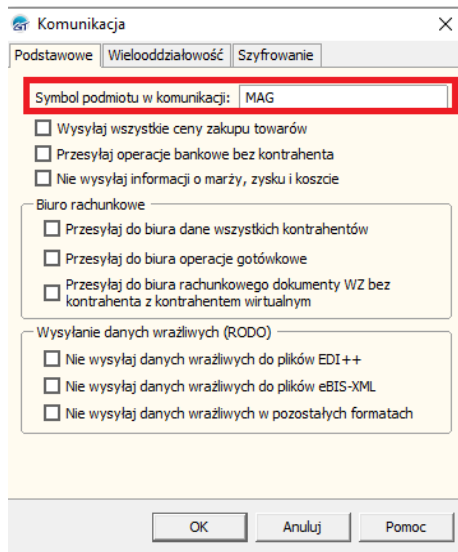 Komunikacja
Podstawowe Wielooddziałowość Szyfrowanie
Symbol podmiotu w komunikacji: MAG
Wysyłaj wszystkie ceny zakupu towarów
Przesyłaj operacje bankowe bez kontrahenta
Nie wysyłaj informacji o marży, zysku i koszcie
Biuro rachunkowe
Przesyłaj do biura dane wszystkich kontrahentów
Przesyłaj do biura operacje gotówkowe
Przesyłaj do biura rachunkowego dokumenty WZ bez
kontrahenta z kontrahentem wirtualnym
Wysyłanie danych wrażliwych (RODO)
Nie wysyłaj danych wrażliwych do plików EDI++
Nie wysyłaj danych wrażliwych do plików eBIS-XML
Nie wysyłaj danych wrażliwych w pozostałych formatach
OK Anuluj Pomoc